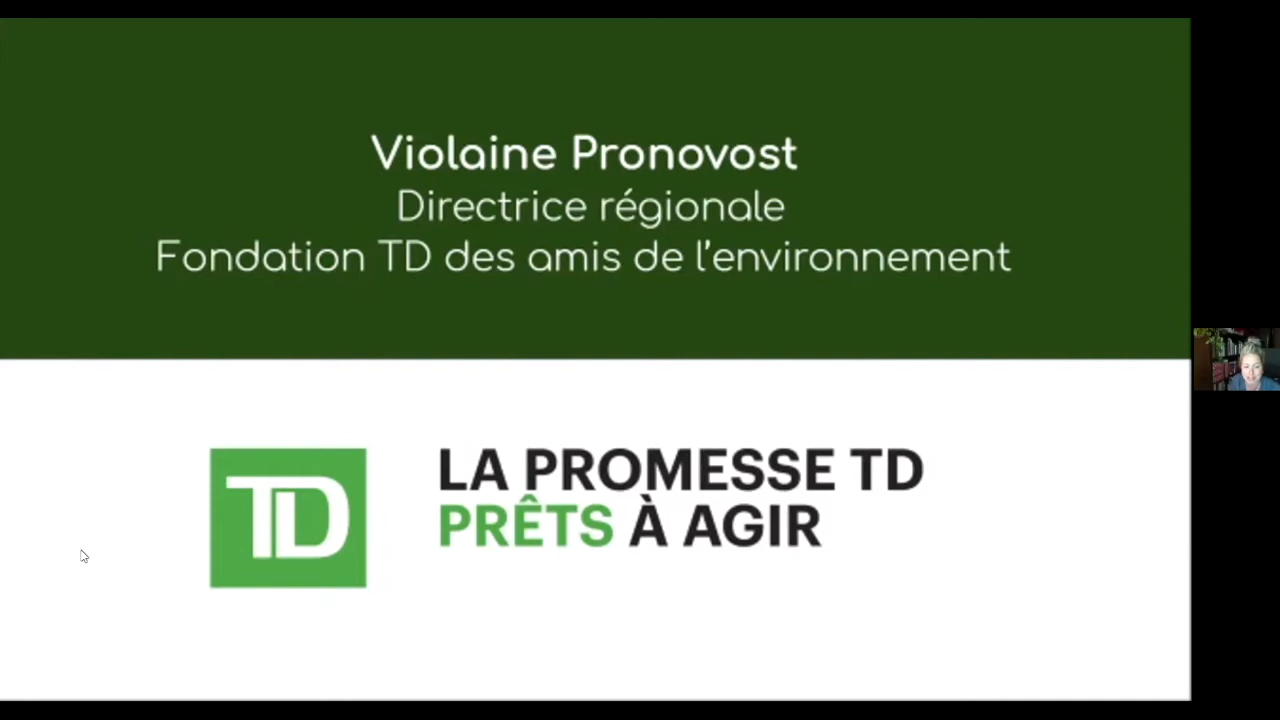 Violaine Pronovost
Directrice régionale
Fondation TD des amis de l'environnement
TD
LA PROMESSE TD
PRÊTS À AGIR